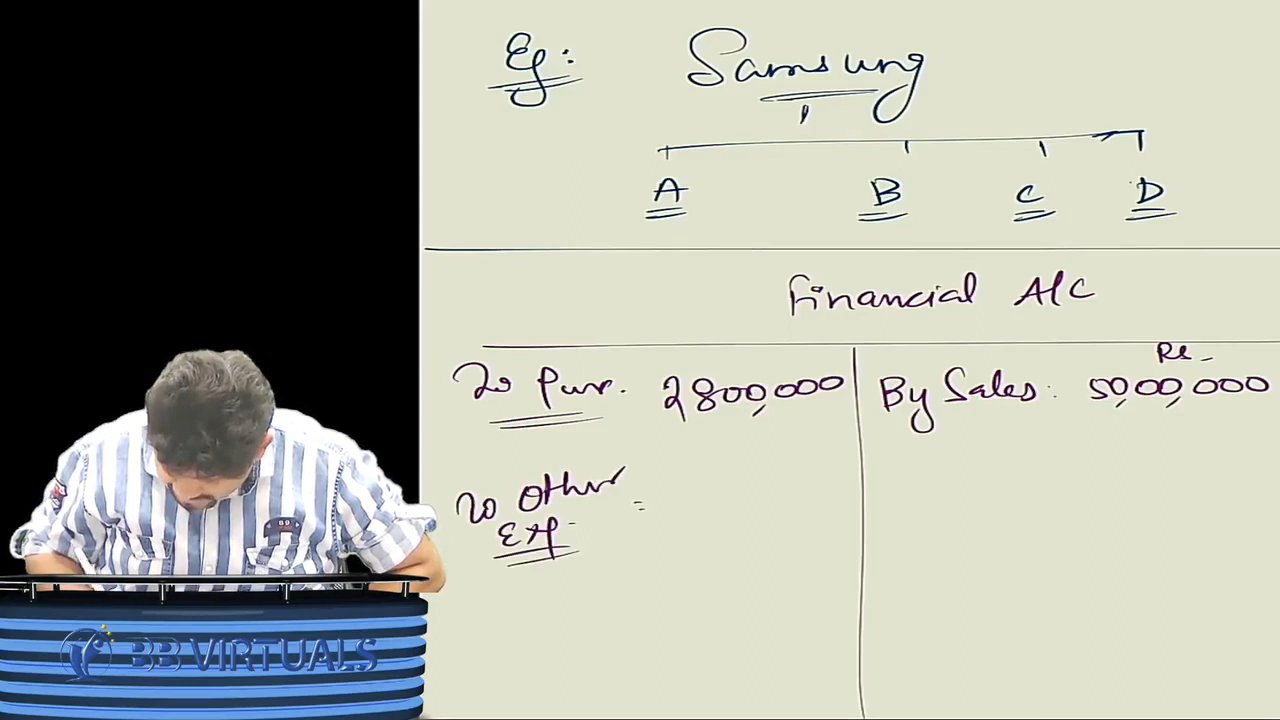 Eg: Samsung
A B C D
Financial A/C
Rs
To Pur. 2800,000 By Sales: 50,00,000
To Other =
Exp.
BB VIRTUALS